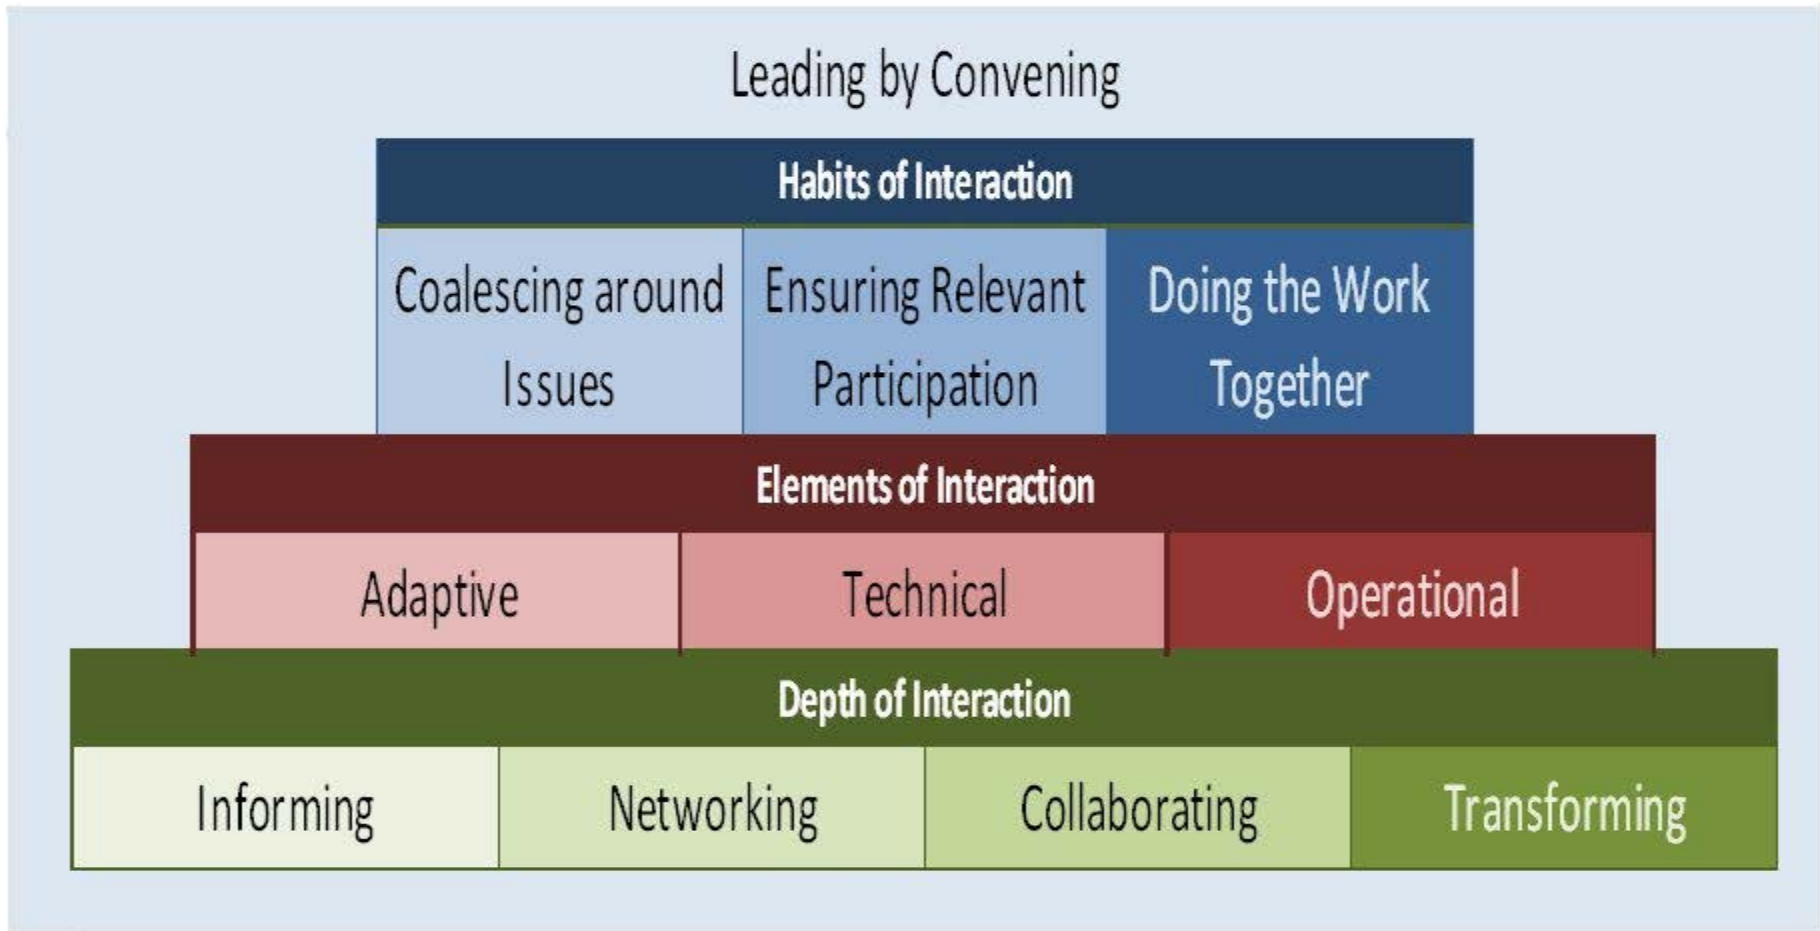 Leading by Convening
Habits of Interaction
Coalescing around
Issues
Ensuring Relevant
Participation
Doing the Work
Together
Elements of Interaction
Adaptive
Technical
Operational
Depth of Interaction
Informing
Networking
Collaborating
Transforming